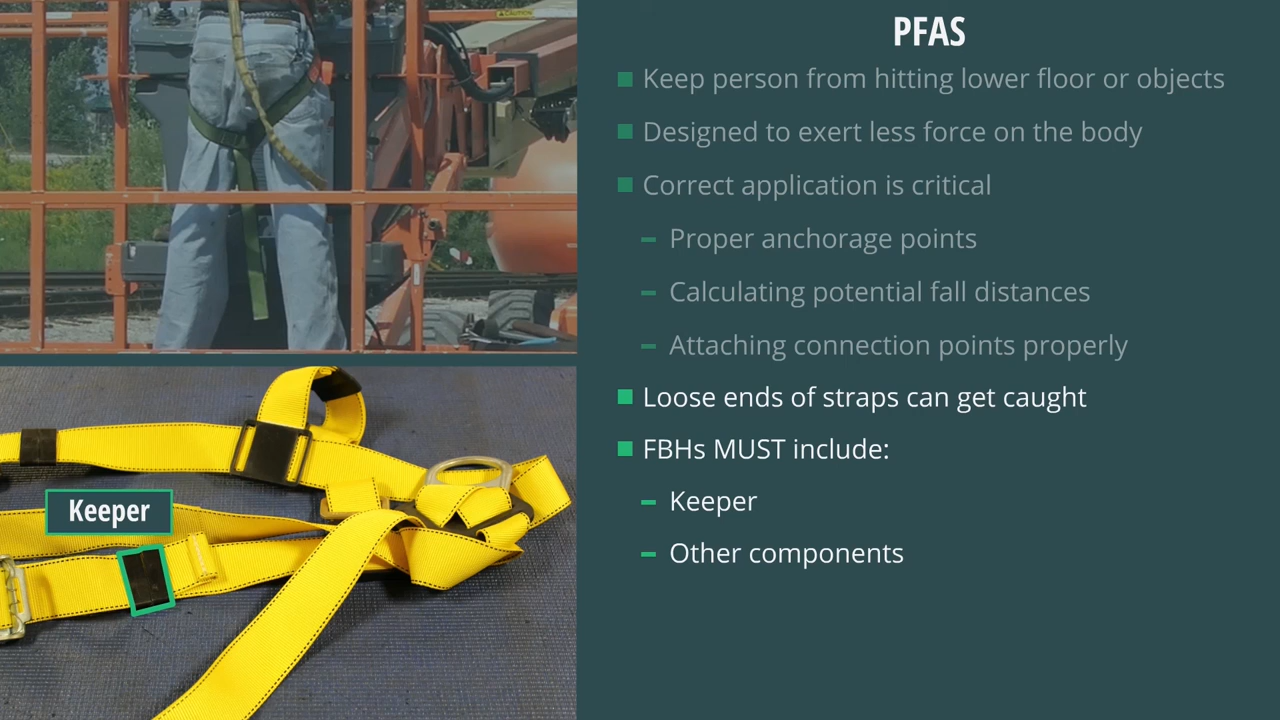 PFAS
Keep person from hitting lower floor or objects
Designed to exert less force on the body
Correct application is critical
Proper anchorage points
Calculating potential fall distances
Attaching connection points properly
Loose ends of straps can get caught
FBHs MUST include:
Keeper
Other components
CAUTION
Keeper